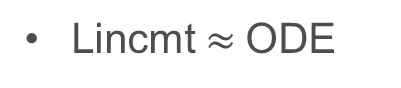 • Lincmt ≈ ODE